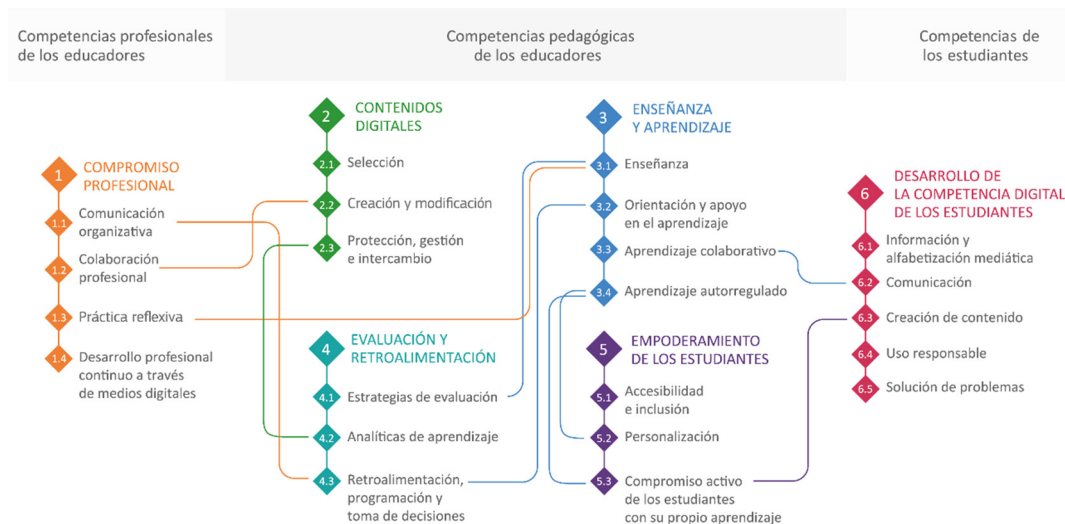 Competencias profesionales
de los educadores
Competencias pedagógicas
de los educadores
Competencias de
los estudiantes
1
COMPROMISO
PROFESIONAL
1.1
Comunicación
organizativa
1.2
Colaboración
profesional
1.3
Práctica reflexiva
1.4
Desarrollo profesional
continuo a través
de medios digitales
2
CONTENIDOS
DIGITALES
2.1
Selección
2.2
Creación y modificación
2.3
Protección, gestión
e intercambio
3
ENSEÑANZA
Y APRENDIZAJE
3.1
Enseñanza
3.2
Orientación y apoyo
en el aprendizaje
3.3
Aprendizaje colaborativo
3.4
Aprendizaje autorregulado
4
EVALUACIÓN Y
RETROALIMENTACIÓN
4.1
Estrategias de evaluación
4.2
Analíticas de aprendizaje
4.3
Retroalimentación,
programación y
toma de decisiones
5
EMPODERAMIENTO
DE LOS ESTUDIANTES
5.1
Accesibilidad
e inclusión
5.2
Personalización
5.3
Compromiso activo
de los estudiantes
con su propio aprendizaje
6
DESARROLLO DE
LA COMPETENCIA DIGITAL
DE LOS ESTUDIANTES
6.1
Información y
alfabetización mediática
6.2
Comunicación
6.3
Creación de contenido
6.4
Uso responsable
6.5
Solución de problemas